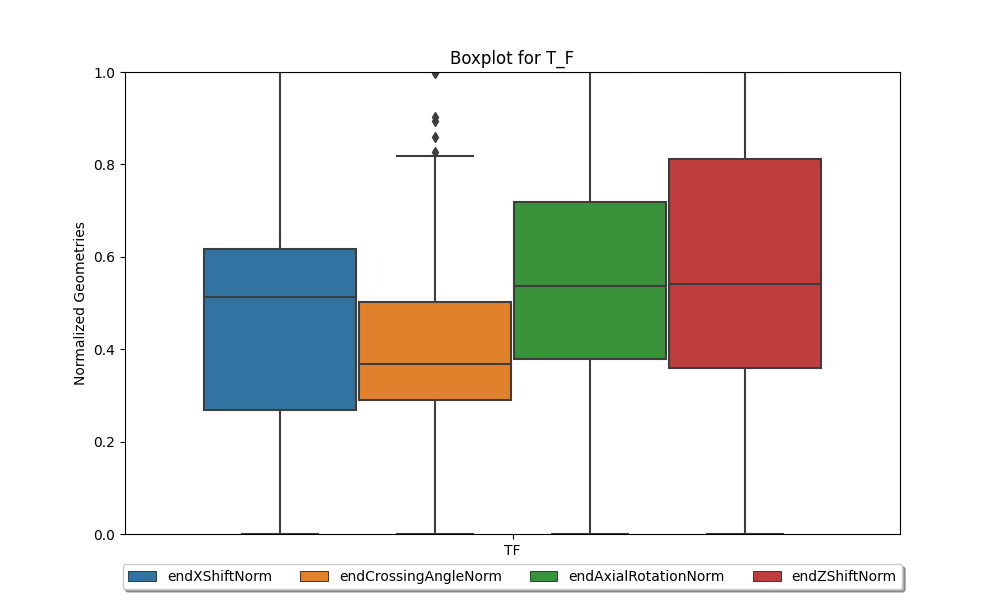 Boxplot for T_F
1.0
0.8
0.6
0.4
0.2
0.0
Normalized Geometries
TF
endXShiftNorm endCrossingAngleNorm endAxialRotationNorm endZShiftNorm